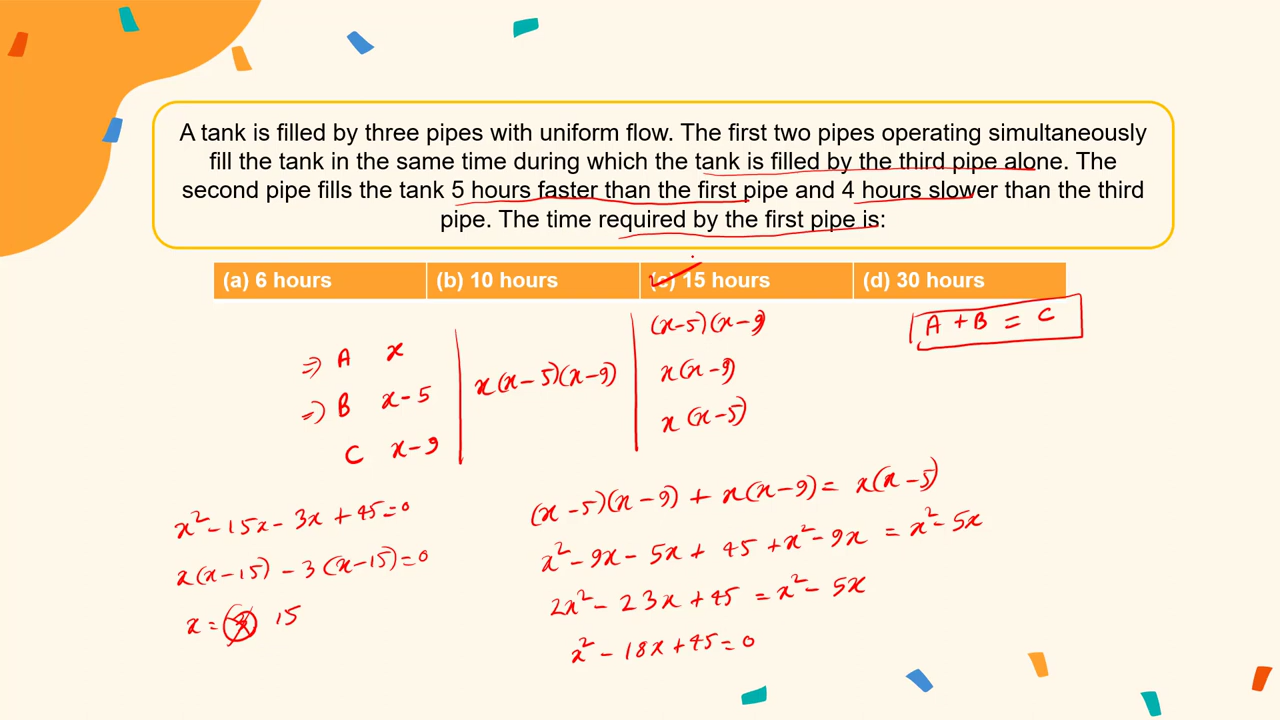 A tank is filled by three pipes with uniform flow. The first two pipes operating simultaneously
fill the tank in the same time during which the tank is filled by the third pipe alone. The
second pipe fills the tank 5 hours faster than the first pipe and 4 hours slower than the third
pipe. The time required by the first pipe is:
(a) 6 hours (b) 10 hours (c) 15 hours (d) 30 hours
A + B = C
⇒ A x
⇒ B x - 5
C x - 9
x(x - 5)(x - 9)
(x - 5)(x - 9)
x(x - 9)
x(x - 5)
(x - 5)(x - 9) + x(x - 9) = x(x - 5)
x² - 9x - 5x + 45 + x² - 9x = x² - 5x
2x² - 23x + 45 = x² - 5x
x² - 18x + 45 = 0
x² - 15x - 3x + 45 = 0
x(x - 15) - 3(x - 15) = 0
x = 15